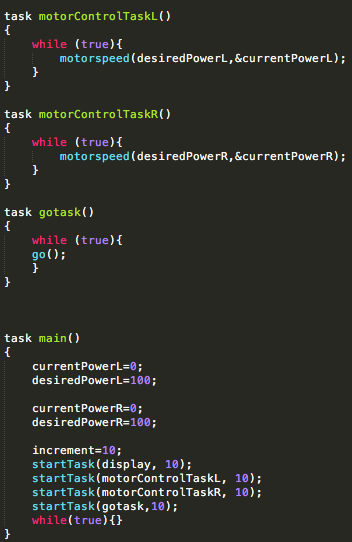 task motorControlTaskL()
{
    while (true){
        motorspeed(desiredPowerL,&currentPowerL);
    }
}

task motorControlTaskR()
{
    while (true){
        motorspeed(desiredPowerR,&currentPowerR);
    }
}

task gotask()
{
    while (true){
    go();
    }
}

task main()
{
    currentPowerL=0;
    desiredPowerL=100;

    currentPowerR=0;
    desiredPowerR=100;

    increment=10;
    startTask(display, 10);
    startTask(motorControlTaskL, 10);
    startTask(motorControlTaskR, 10);
    startTask(gotask,10);
    while(true){}
}